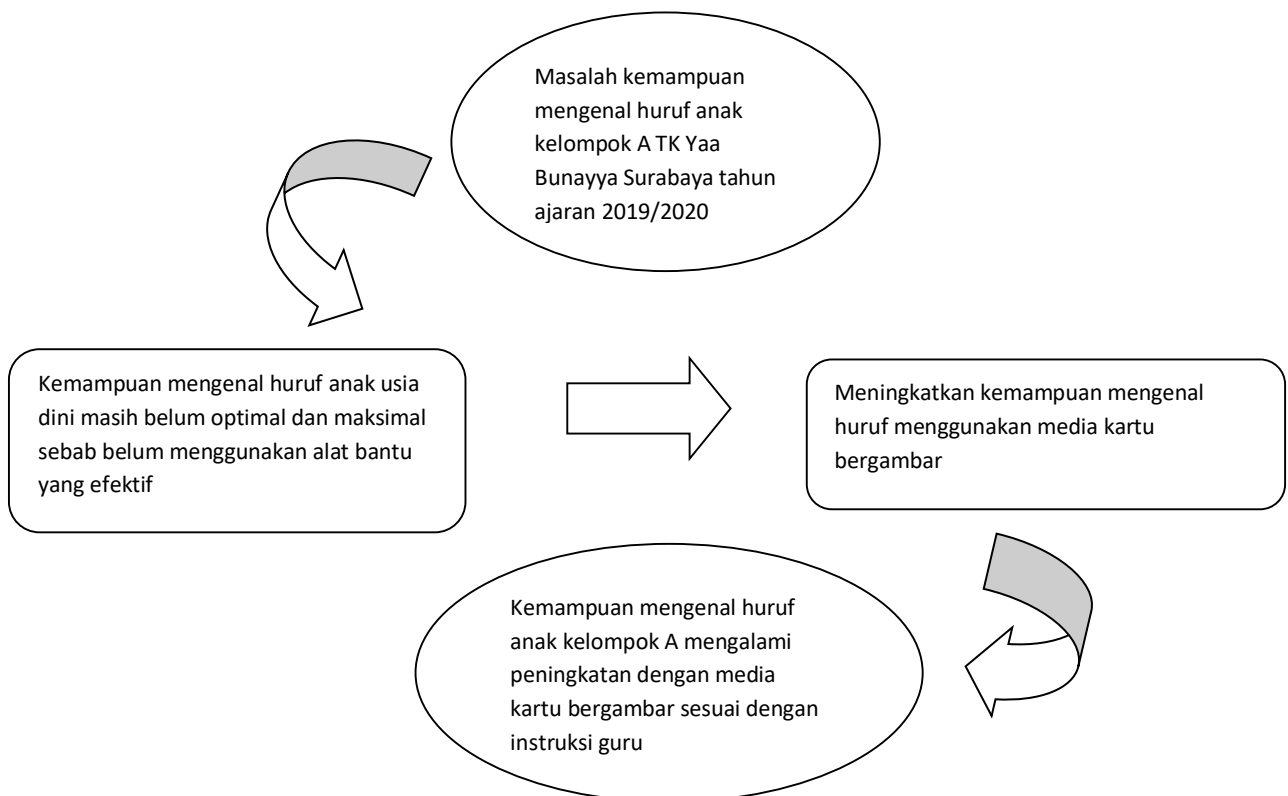 Masalah kemampuan
mengenal huruf anak
kelompok A TK Yaa
Bunayya Surabaya tahun
ajaran 2019/2020
Kemampuan mengenal huruf anak usia
dini masih belum optimal dan maksimal
sebab belum menggunakan alat bantu
yang efektif
Meningkatkan kemampuan mengenal
huruf menggunakan media kartu
bergambar
Kemampuan mengenal huruf
anak kelompok A mengalami
peningkatan dengan media
kartu bergambar sesuai dengan
instruksi guru